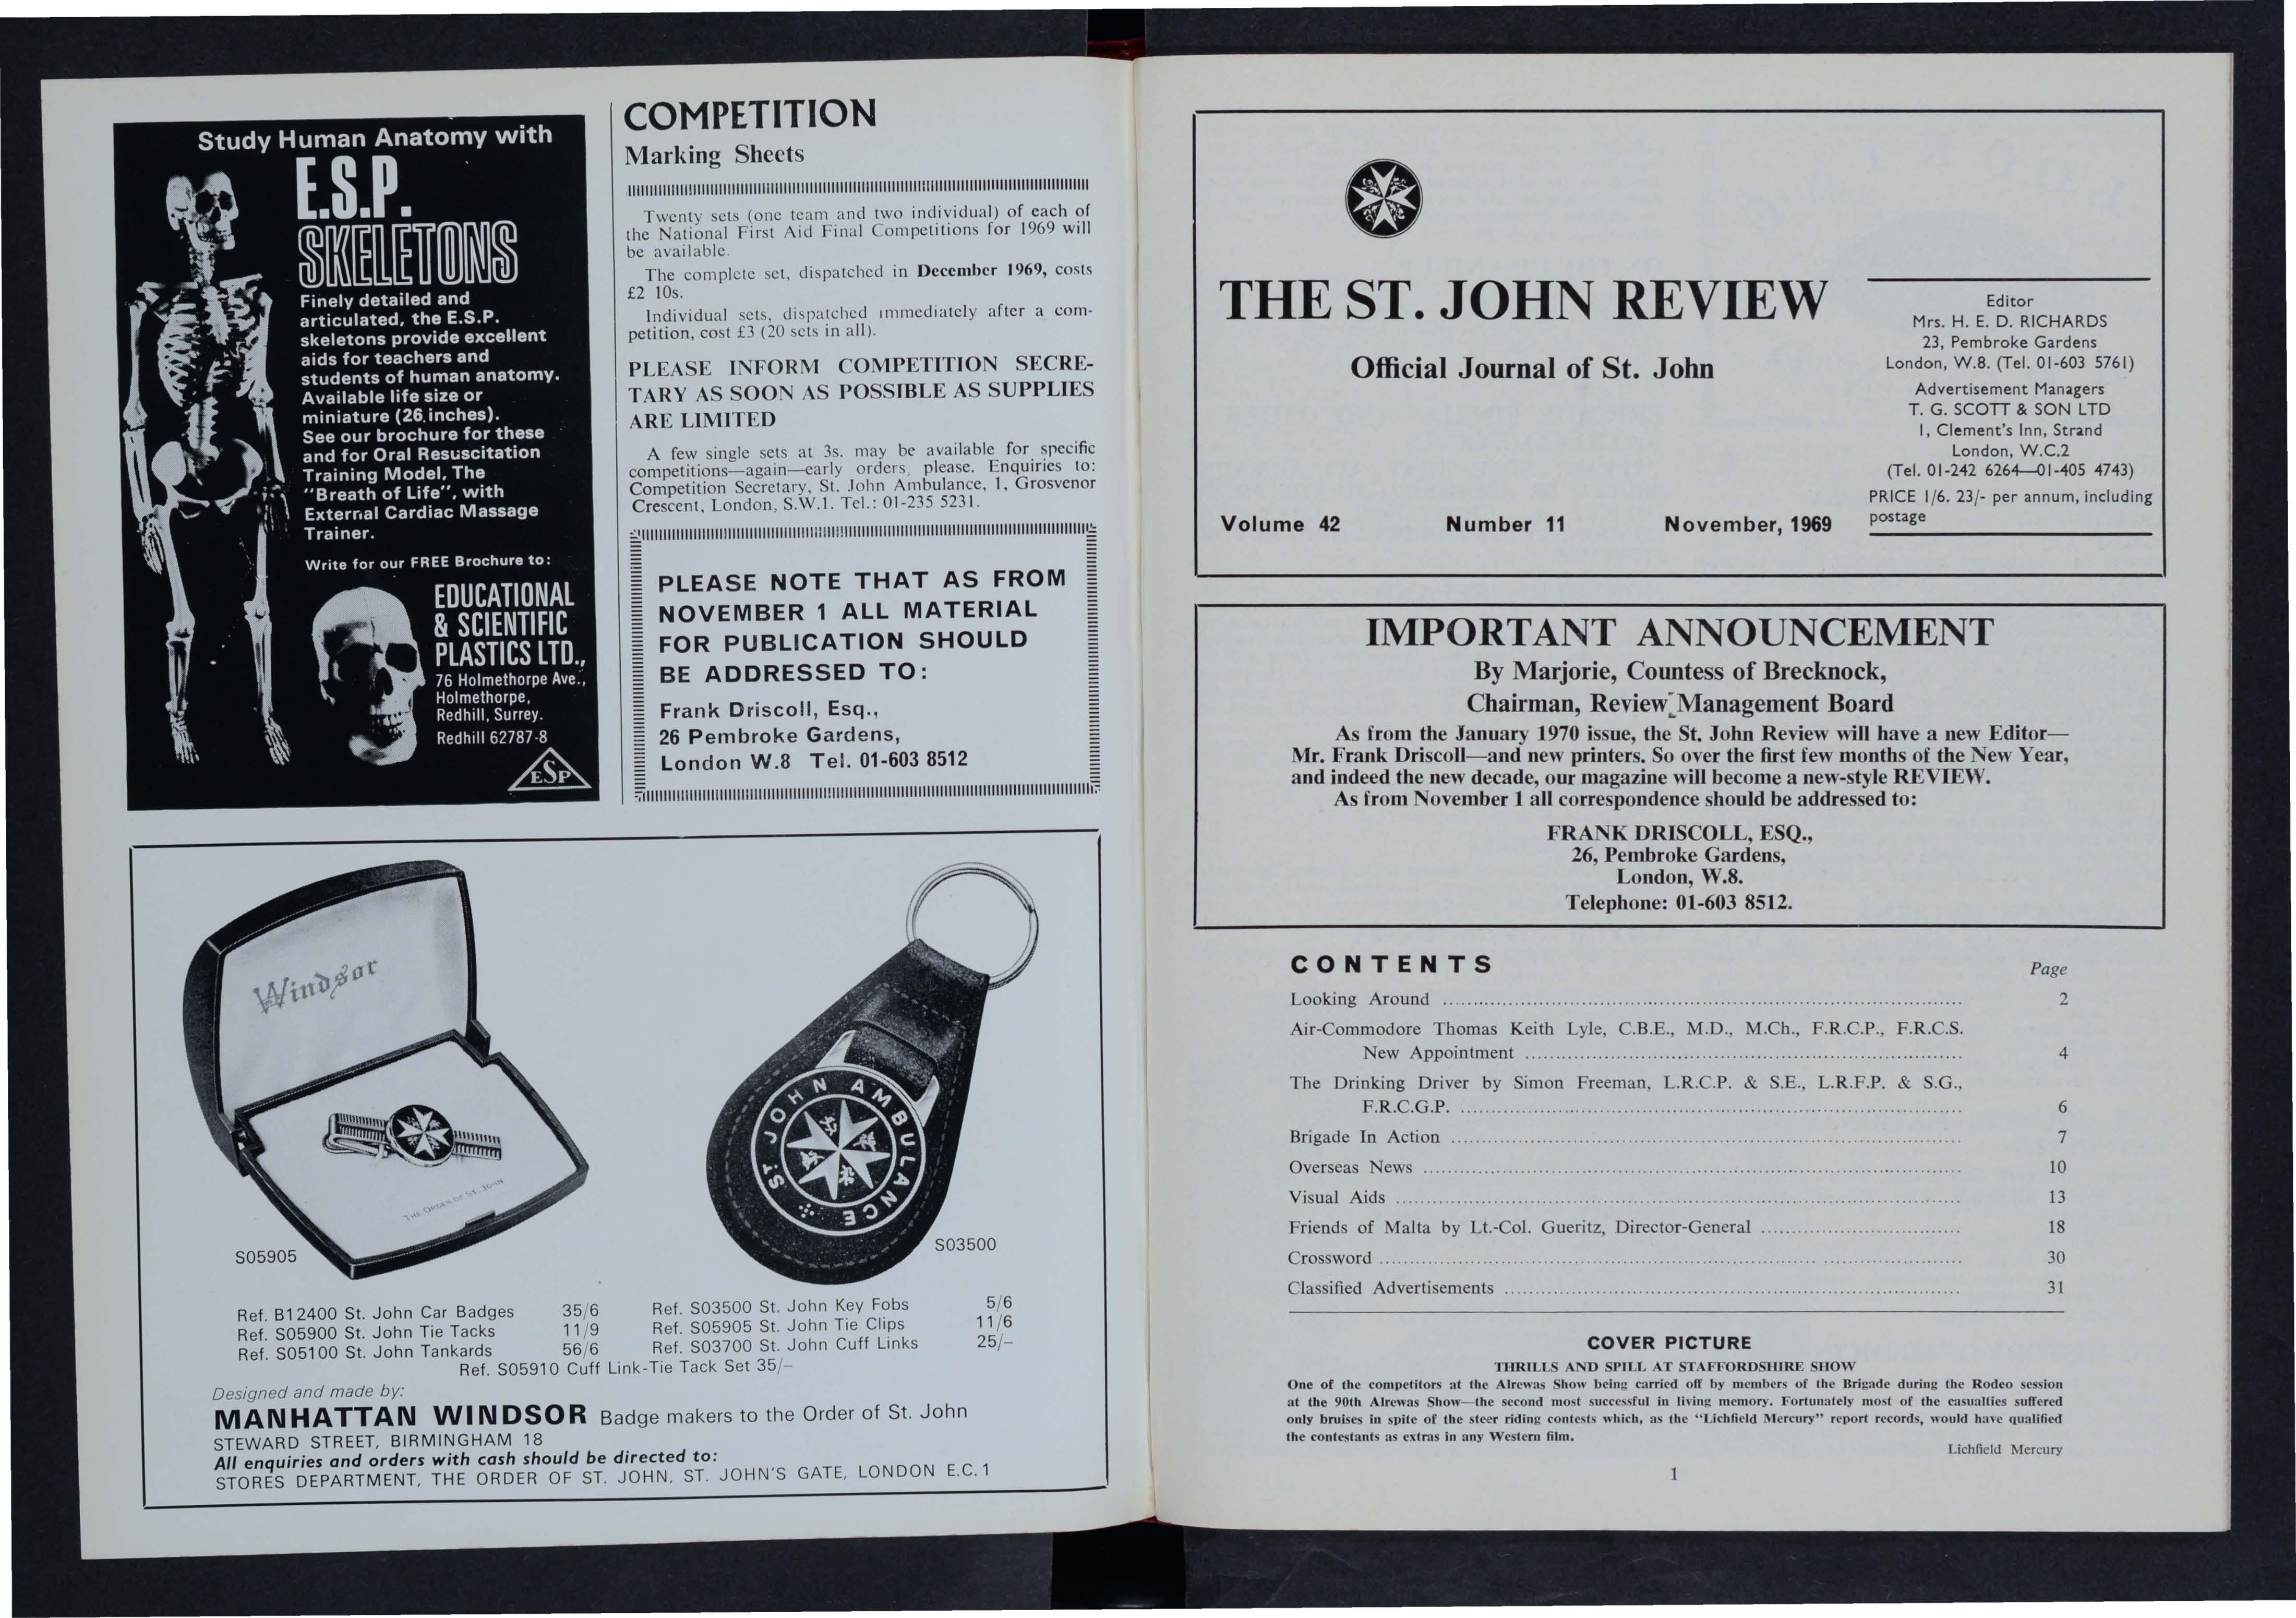 Study Human Anatomy with
E.S.P.
SKELETONS
Finely detailed and
articulated, the E.S.P.
skeletons provide excellent
aids for teachers and
students of human anatomy.
Available life size or
miniature (26 inches).
See our brochure for these
and for Oral Resuscitation
Training Model, The
"Breath of Life", with
External Cardiac Massage
Trainer.
Write for our FREE Brochure to:
EDUCATIONAL
& SCIENTIFIC
PLASTICS LTD.,
76 Holmethorpe Ave.,
Holmethorpe,
Redhill, Surrey.
Redhill 62787-8
ESP
COMPETITION
Marking Sheets
Twenty sets (one team and two individual) of each of
the National First Aid Final Competitions for 1969 will
be available.
The complete set, dispatched in December 1969, costs
£2 10s.
Individual sets, dispatched immediately after a com-
petition, cost £3 (20 sets in all).
PLEASE INFORM COMPETITION SECRE-
TARY AS SOON AS POSSIBLE AS SUPPLIES
ARE LIMITED
A few single sets at 3s. may be available for specific
competitions—again—early orders, please. Enquiries to:
Competition Secretary, St. John Ambulance, 1, Grosvenor
Crescent, London, S.W.1. Tel.: 01-235 5231.
PLEASE NOTE THAT AS FROM
NOVEMBER 1 ALL MATERIAL
FOR PUBLICATION SHOULD
BE ADDRESSED TO:
Frank Driscoll, Esq.,
26 Pembroke Gardens,
London W.8 Tel. 01-603 8512
Windsor
THE ORDER OF ST. JOHN
S05905
ST. JOHN AMBULANCE
S03500
Ref. B12400 St. John Car Badges 35/6
Ref. S05900 St. John Tie Tacks 11/9
Ref. S05100 St. John Tankards 56/6
Ref. S03500 St. John Key Fobs 5/6
Ref. S05905 St. John Tie Clips 11/6
Ref. S03700 St. John Cuff Links 25/–
Ref. S05910 Cuff Link-Tie Tack Set 35/–
Designed and made by:
MANHATTAN WINDSOR Badge makers to the Order of St. John
STEWARD STREET, BIRMINGHAM 18
All enquiries and orders with cash should be directed to:
STORES DEPARTMENT, THE ORDER OF ST. JOHN, ST. JOHN'S GATE, LONDON E.C.1
THE ST. JOHN REVIEW
Official Journal of St. John
Volume 42 Number 11 November, 1969
Editor
Mrs. H. E. D. RICHARDS
23, Pembroke Gardens
London, W.8. (Tel. 01-603 5761)
Advertisement Managers
T. G. SCOTT & SON LTD
1, Clement's Inn, Strand
London, W.C.2
(Tel. 01-242 6264—01-405 4743)
PRICE 1/6. 23/- per annum, including
postage
IMPORTANT ANNOUNCEMENT
By Marjorie, Countess of Brecknock,
Chairman, Review Management Board
As from the January 1970 issue, the St. John Review will have a new Editor—
Mr. Frank Driscoll—and new printers. So over the first few months of the New Year,
and indeed the new decade, our magazine will become a new-style REVIEW.
As from November 1 all correspondence should be addressed to:
FRANK DRISCOLL, ESQ.,
26, Pembroke Gardens,
London, W.8.
Telephone: 01-603 8512.
CONTENTS
Page
Looking Around 2
Air-Commodore Thomas Keith Lyle, C.B.E., M.D., M.Ch., F.R.C.P., F.R.C.S.
New Appointment 4
The Drinking Driver by Simon Freeman, L.R.C.P. & S.E., L.R.F.P. & S.G.,
F.R.C.G.P. 6
Brigade In Action 7
Overseas News 10
Visual Aids 13
Friends of Malta by Lt.-Col. Gueritz, Director-General 18
Crossword 30
Classified Advertisements 31
COVER PICTURE
THRILLS AND SPILL AT STAFFORDSHIRE SHOW
One of the competitors at the Alrewas Show being carried off by members of the Brigade during the Rodeo session
at the 90th Alrewas Show—the second most successful in living memory. Fortunately most of the casualties suffered
only bruises in spite of the steer riding contests which, as the "Lichfield Mercury" report records, would have qualified
the contestants as extras in any Western film.
Lichfield Mercury
1